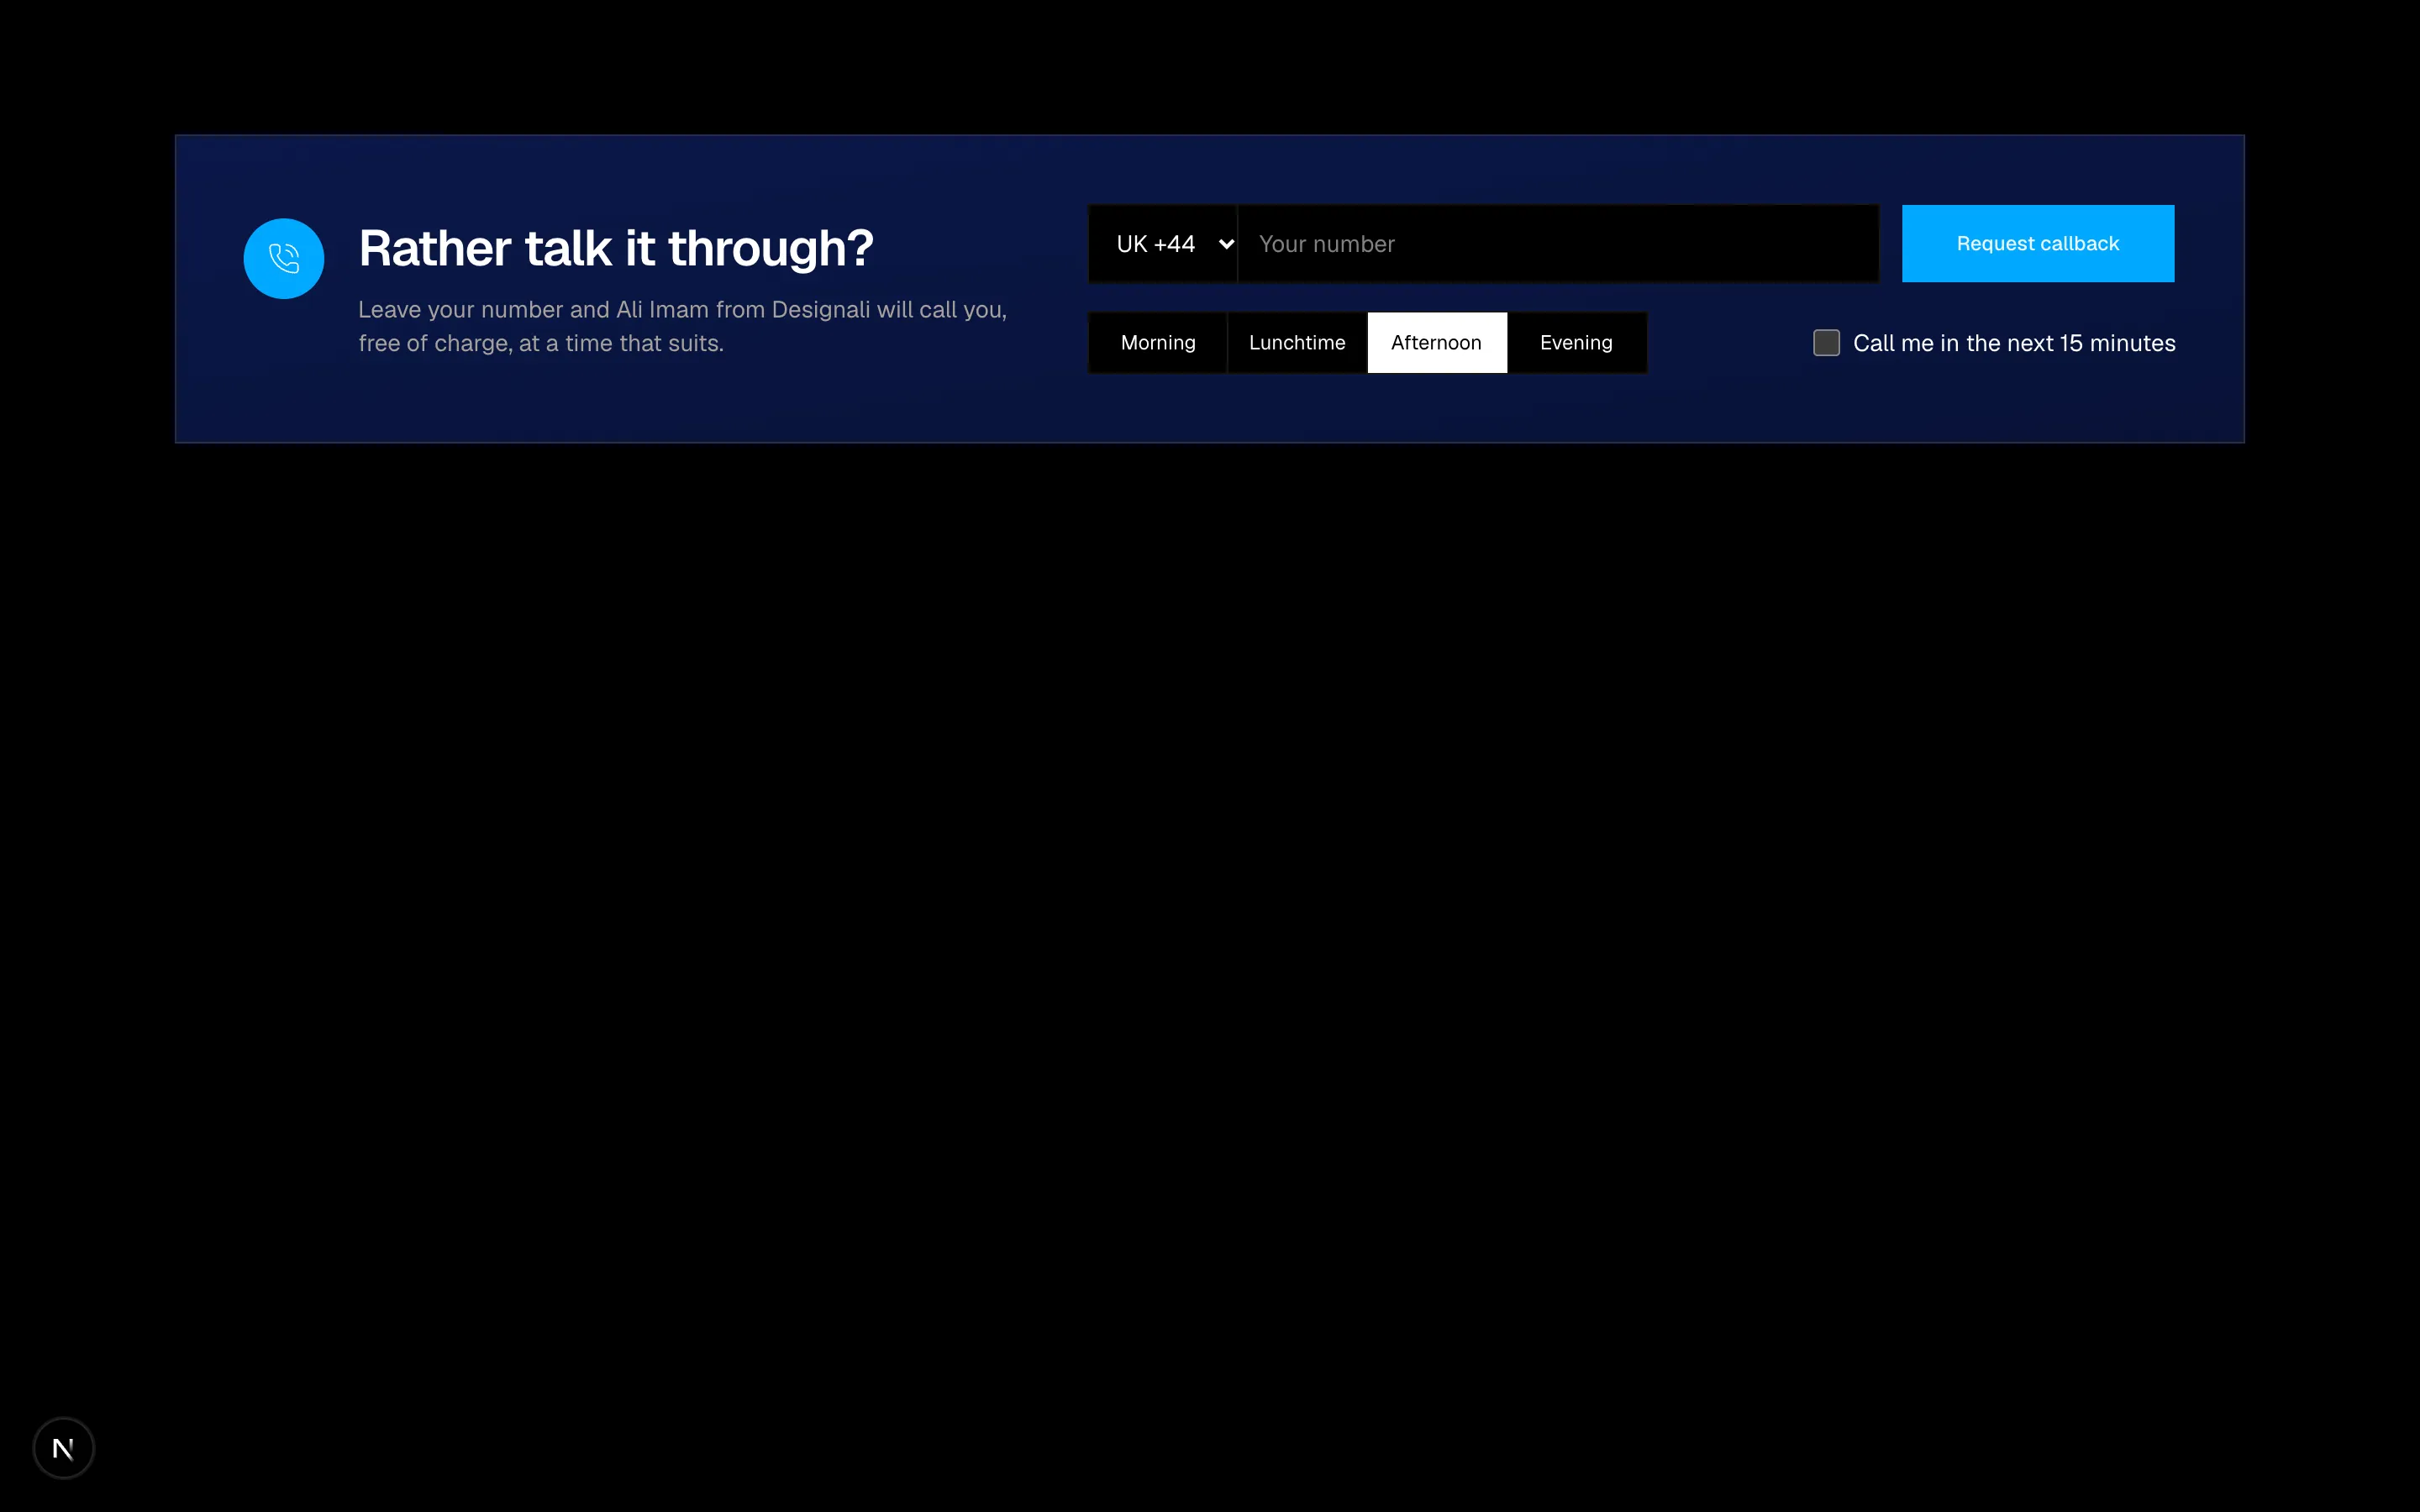 Rather talk it through?
Leave your number and Ali Imam from Designali will call you,
free of charge, at a time that suits.
UK +44
Your number
Request callback
Morning
Lunchtime
Afternoon
Evening
Call me in the next 15 minutes
N